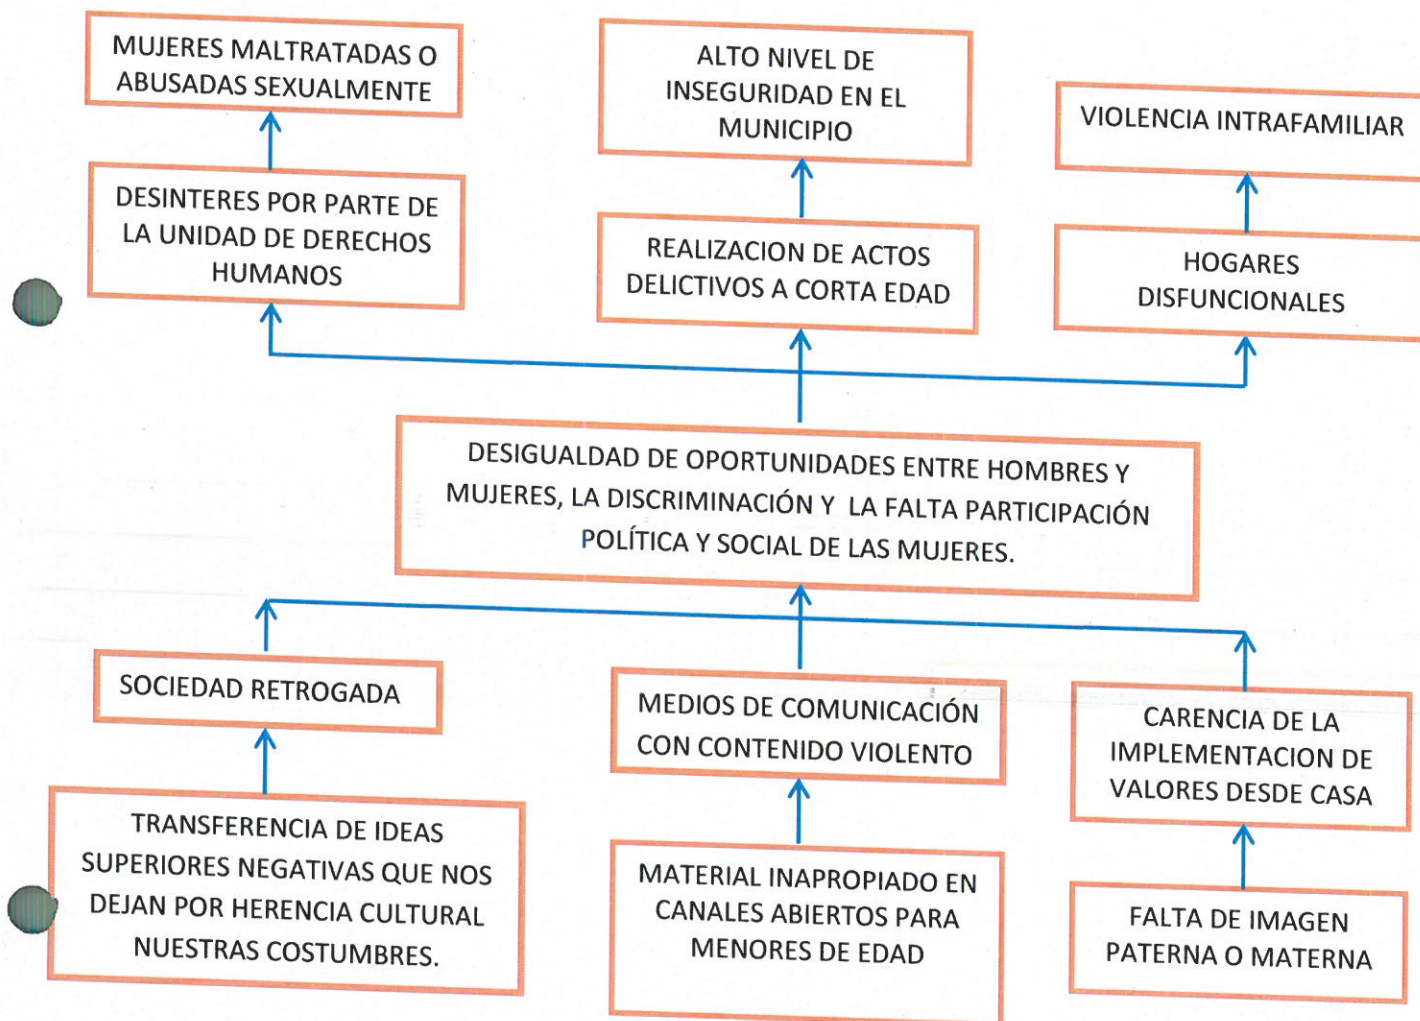 MUJERES MALTRATADAS O
ABUSADAS SEXUALMENTE
ALTO NIVEL DE
INSEGURIDAD EN EL
MUNICIPIO
VIOLENCIA INTRAFAMILIAR
DESINTERES POR PARTE DE
LA UNIDAD DE DERECHOS
HUMANOS
REALIZACION DE ACTOS
DELICTIVOS A CORTA EDAD
HOGARES
DISFUNCIONALES
DESIGUALDAD DE OPORTUNIDADES ENTRE HOMBRES Y
MUJERES, LA DISCRIMINACIÓN Y LA FALTA PARTICIPACIÓN
POLÍTICA Y SOCIAL DE LAS MUJERES.
SOCIEDAD RETROGADA
MEDIOS DE COMUNICACIÓN
CON CONTENIDO VIOLENTO
CARENCIA DE LA
IMPLEMENTACION DE
VALORES DESDE CASA
TRANSFERENCIA DE IDEAS
SUPERIORES NEGATIVAS QUE NOS
DEJAN POR HERENCIA CULTURAL
NUESTRAS COSTUMBRES.
MATERIAL INAPROPIADO EN
CANALES ABIERTOS PARA
MENORES DE EDAD
FALTA DE IMAGEN
PATERNA O MATERNA